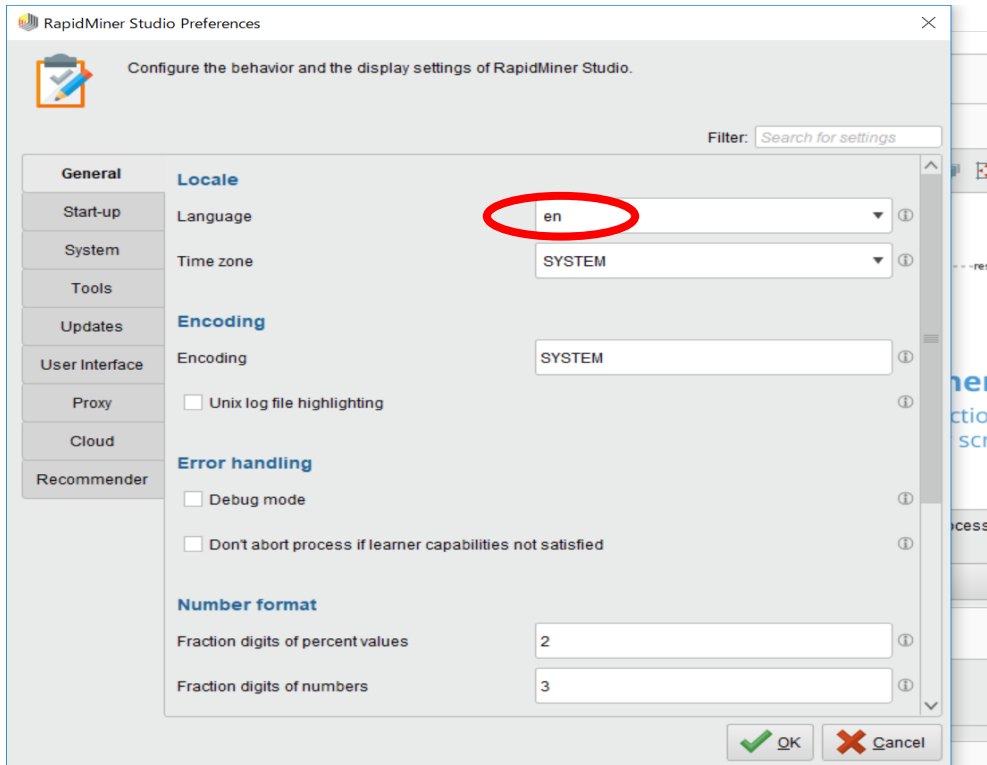 RapidMiner Studio Preferences
Configure the behavior and the display settings of RapidMiner Studio.
Filter: Search for settings
General
Start-up
System
Tools
Updates
User Interface
Proxy
Cloud
Recommender
Locale
Language en
Time zone SYSTEM
Encoding
Encoding SYSTEM
Unix log file highlighting
Error handling
Debug mode
Don't abort process if learner capabilities not satisfied
Number format
Fraction digits of percent values 2
Fraction digits of numbers 3
OK
Cancel